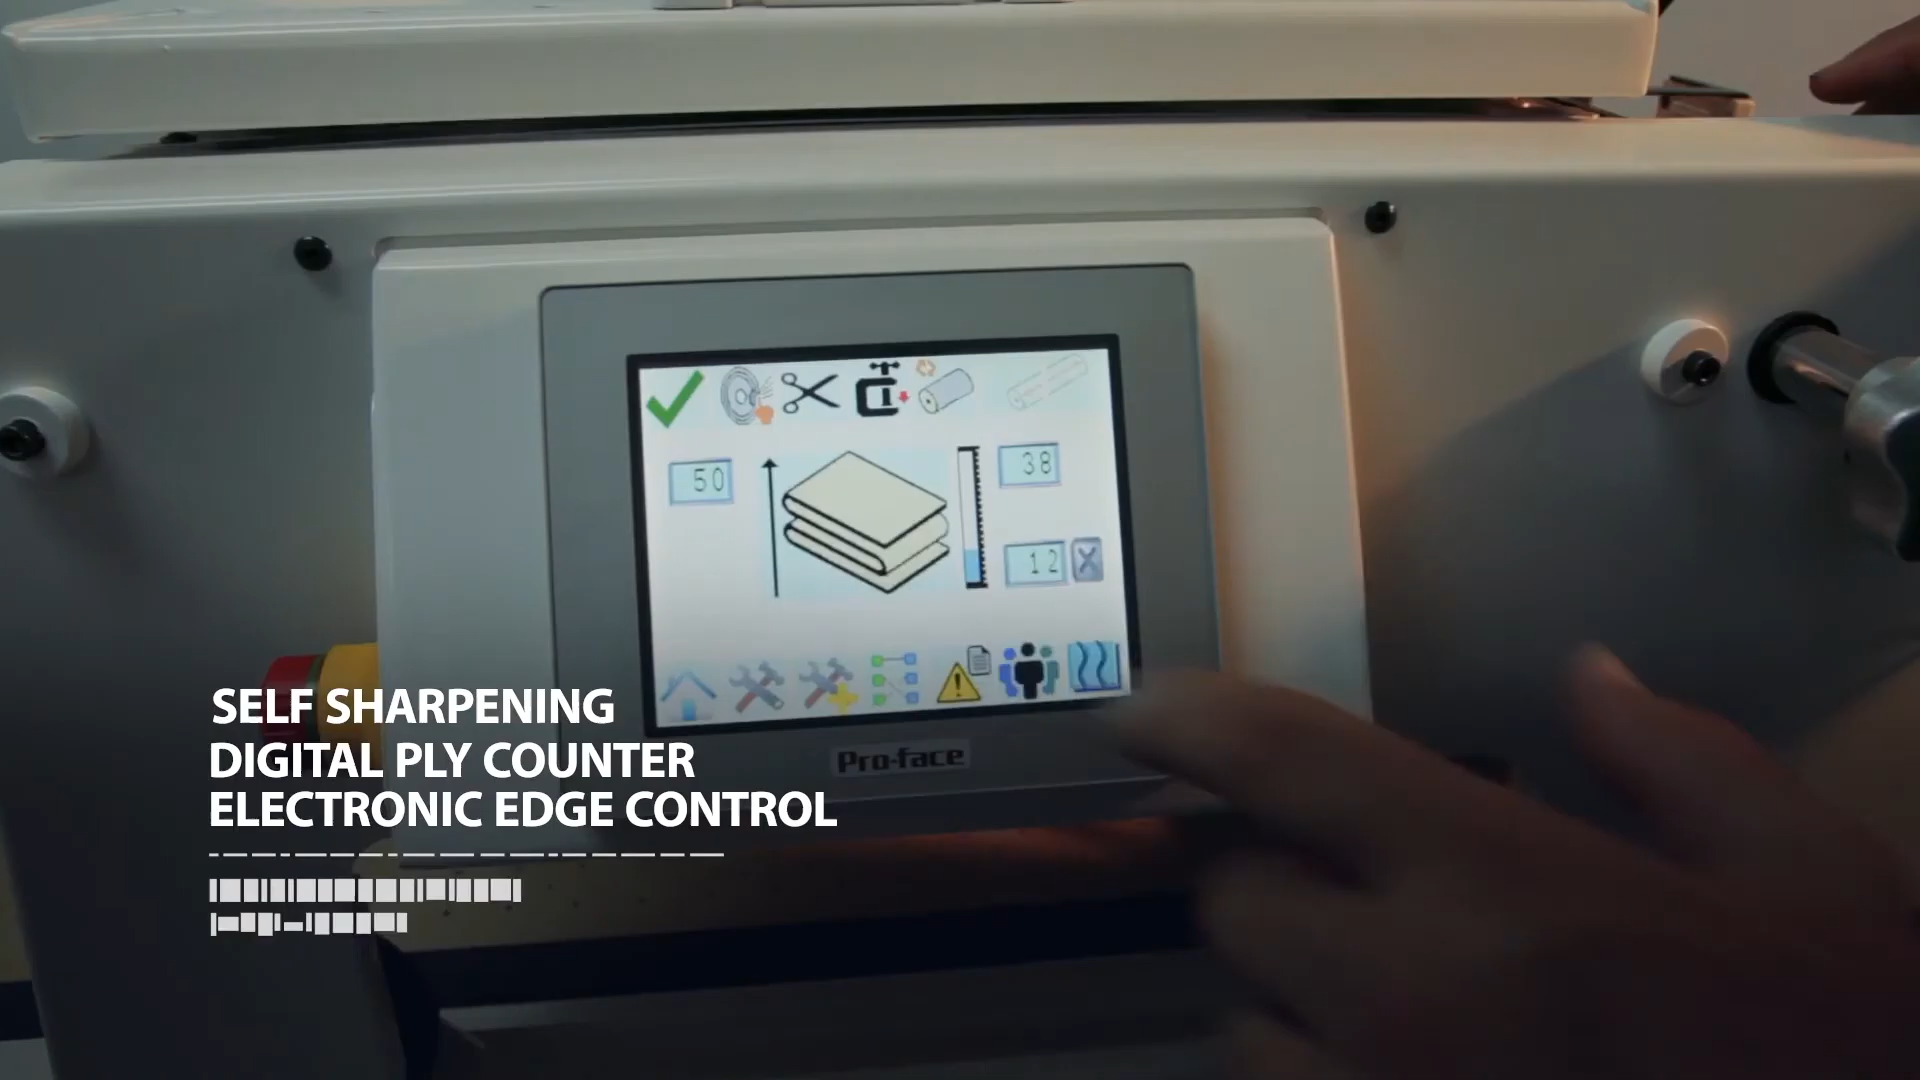 50
38
12
X
Pro-face
SELF SHARPENING
DIGITAL PLY COUNTER
ELECTRONIC EDGE CONTROL